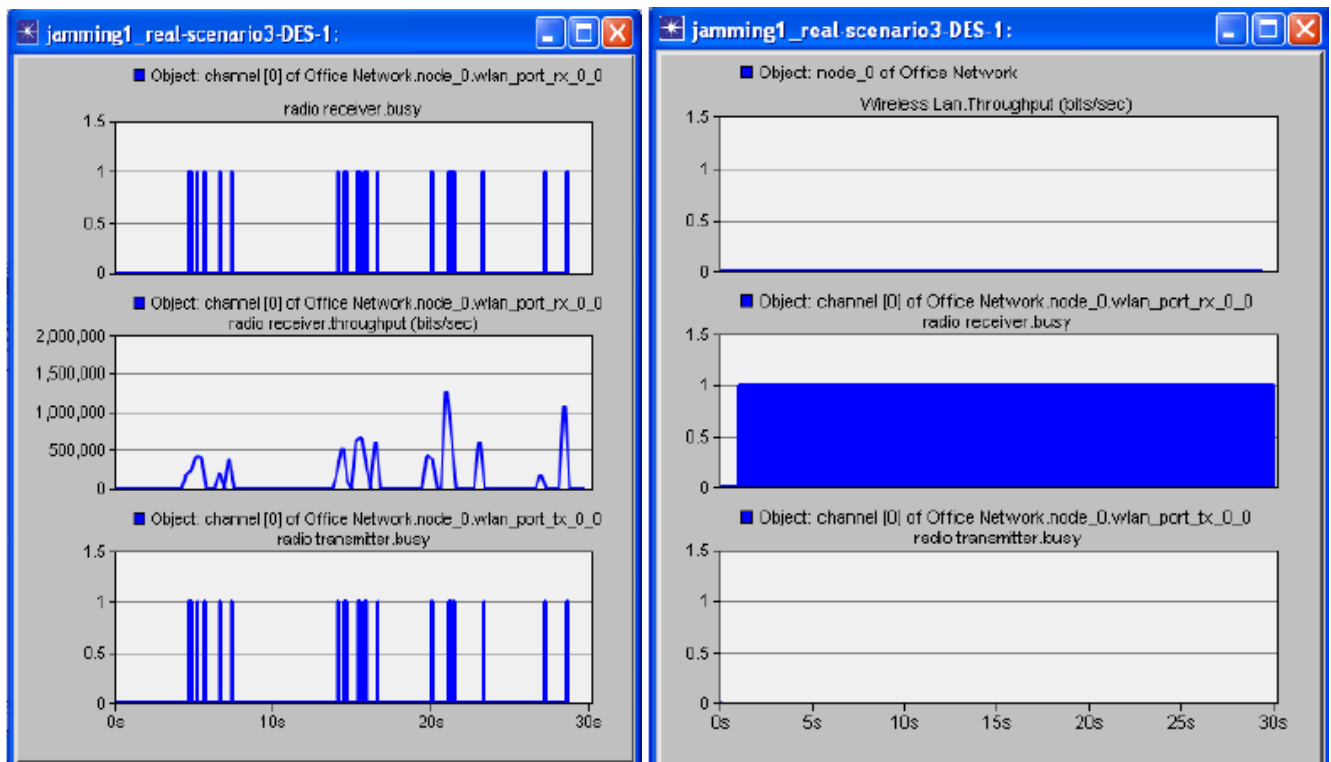 jamming1_real-scenario3-DES-1:
Object: channel [0] of Office Network.node_0.wlan_port_rx_0_0
radio receiver.busy
1.5
1
0.5
0
Object: channel [0] of Office Network.node_0.wlan_port_rx_0_0
radio receiver.throughput (bits/sec)
2,000,000
1,500,000
1,000,000
500,000
0
Object: channel [0] of Office Network.node_0.wlan_port_tx_0_0
radio transmitter.busy
1.5
1
0.5
0
0s 10s 20s 30s
jamming1_real-scenario3-DES-1:
Object: node_0 of Office Network
Wireless Lan.Throughput (bits/sec)
1.5
1
0.5
0
Object: channel [0] of Office Network.node_0.wlan_port_rx_0_0
radio receiver.busy
1.5
1
0.5
0
Object: channel [0] of Office Network.node_0.wlan_port_tx_0_0
radio transmitter.busy
1.5
1
0.5
0
0s 5s 10s 15s 20s 25s 30s